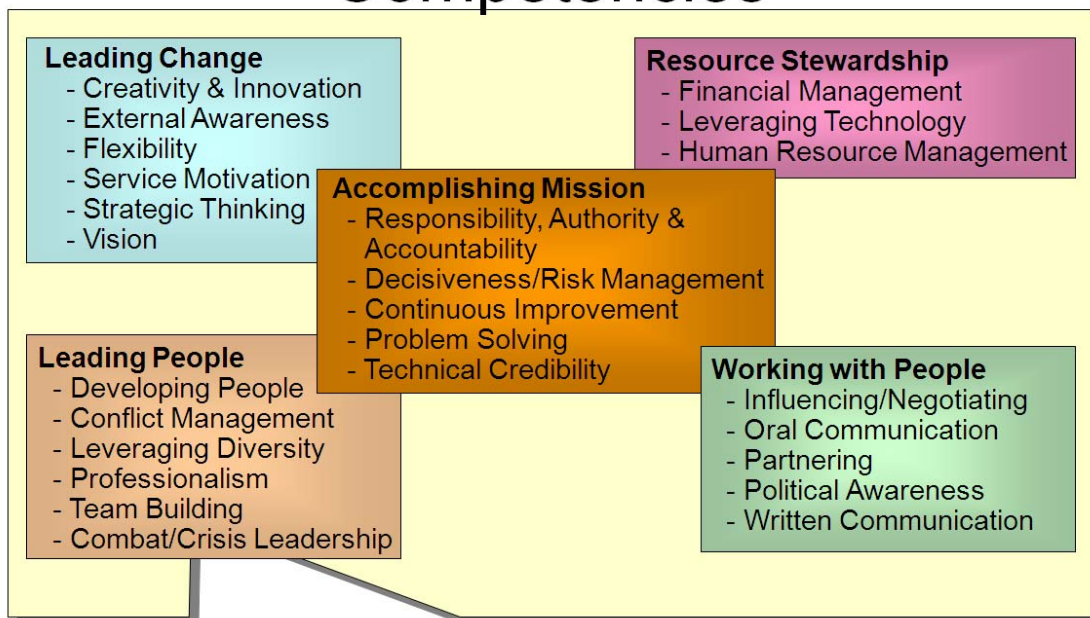 Competencies
Leading Change
- Creativity & Innovation
- External Awareness
- Flexibility
- Service Motivation
- Strategic Thinking
- Vision
Resource Stewardship
- Financial Management
- Leveraging Technology
- Human Resource Management
Accomplishing Mission
- Responsibility, Authority &
Accountability
- Decisiveness/Risk Management
- Continuous Improvement
- Problem Solving
- Technical Credibility
Leading People
- Developing People
- Conflict Management
- Leveraging Diversity
- Professionalism
- Team Building
- Combat/Crisis Leadership
Working with People
- Influencing/Negotiating
- Oral Communication
- Partnering
- Political Awareness
- Written Communication